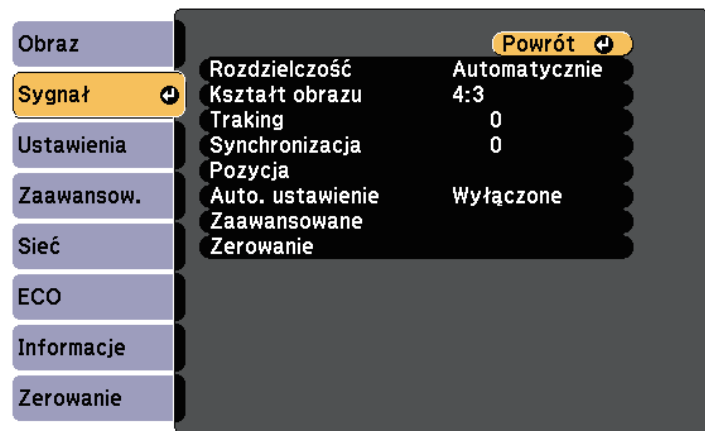 Obraz
Sygnał
Ustawienia
Zaawansow.
Sieć
ECO
Informacje
Zerowanie
Powrót
Rozdzielczość Automatycznie
Kształt obrazu 4:3
Traking 0
Synchronizacja 0
Pozycja
Auto. ustawienie Wyłączone
Zaawansowane
Zerowanie